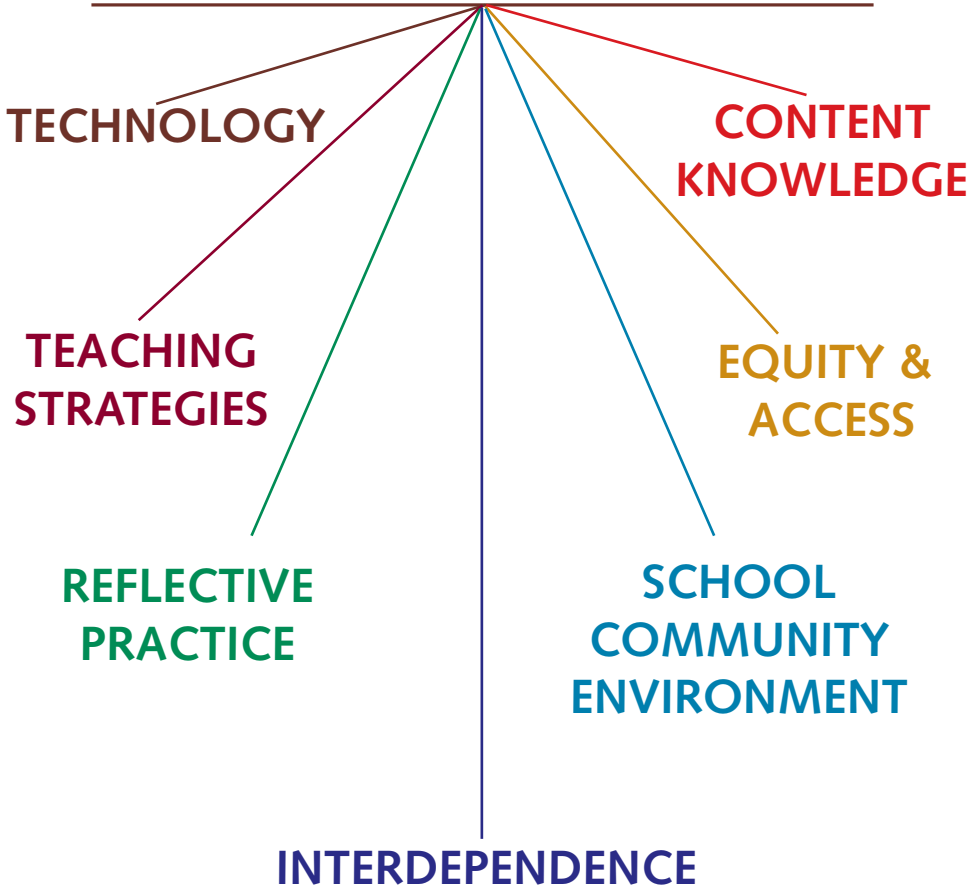 TECHNOLOGY
CONTENT
KNOWLEDGE
TEACHING
STRATEGIES
EQUITY &
ACCESS
REFLECTIVE
PRACTICE
SCHOOL
COMMUNITY
ENVIRONMENT
INTERDEPENDENCE